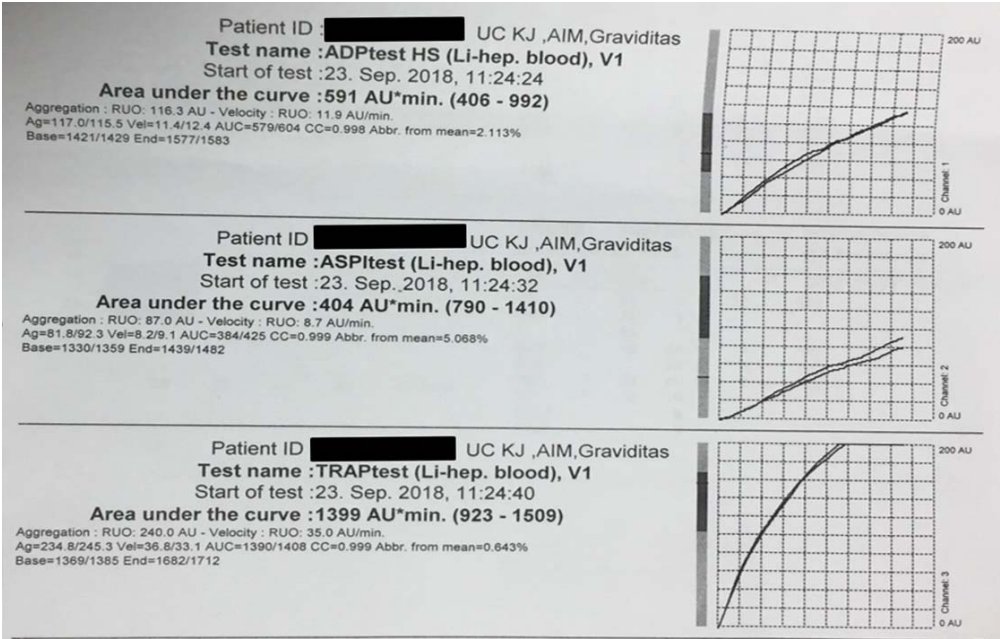 Patient ID : UC KJ ,AIM,Graviditas
Test name :ADPtest HS (Li-hep. blood), V1
Start of test :23. Sep. 2018, 11:24:24
Area under the curve :591 AU*min. (406 - 992)
Aggregation : RUO: 116.3 AU - Velocity : RUO: 11.9 AU/min.
Ag=117.0/115.5 Vel=11.4/12.4 AUC=579/604 CC=0.998 Abbr. from mean=2.113%
Base=1421/1429 End=1577/1583
200 AU
Channel: 1
0 AU
Patient ID UC KJ ,AIM,Graviditas
Test name :ASPItest (Li-hep. blood), V1
Start of test :23. Sep. 2018, 11:24:32
Area under the curve :404 AU*min. (790 - 1410)
Aggregation : RUO: 87.0 AU - Velocity : RUO: 8.7 AU/min.
Ag=81.8/92.3 Vel=8.2/9.1 AUC=384/425 CC=0.999 Abbr. from mean=5.068%
Base=1330/1359 End=1439/1482
200 AU
Channel: 2
0 AU
Patient ID UC KJ ,AIM,Graviditas
Test name :TRAPtest (Li-hep. blood), V1
Start of test :23. Sep. 2018, 11:24:40
Area under the curve :1399 AU*min. (923 - 1509)
Aggregation : RUO: 240.0 AU - Velocity : RUO: 35.0 AU/min.
Ag=234.8/245.3 Vel=36.8/33.1 AUC=1390/1408 CC=0.999 Abbr. from mean=0.643%
Base=1369/1385 End=1682/1712
200 AU
Channel: 3
0 AU